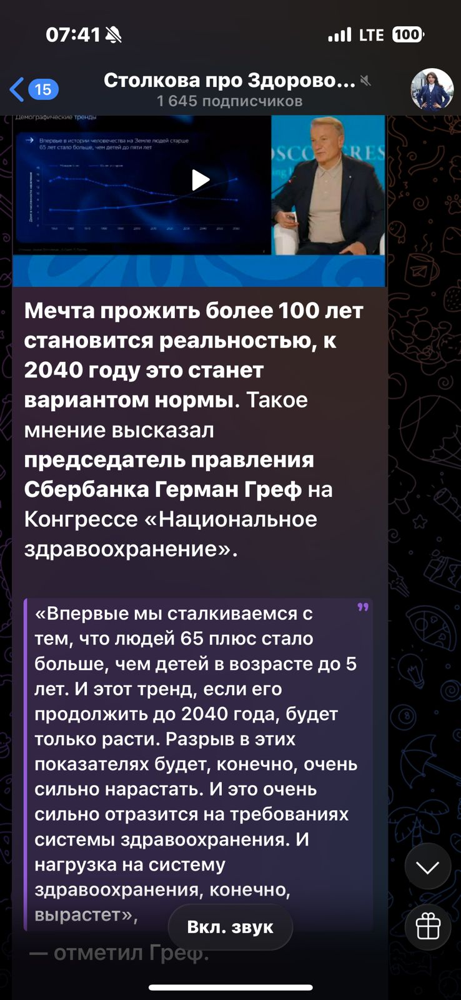 07:41
LTE
100
15
Столкова про Здорово...
1 645 подписчиков
Демографические тренды
Впервые в истории человечества на Земле людей старше
65 лет стало больше, чем детей до пяти лет
Мечта прожить более 100 лет
становится реальностью, к
2040 году это станет
вариантом нормы. Такое
мнение высказал
председатель правления
Сбербанка Герман Греф на
Конгрессе «Национальное
здравоохранение».
«Впервые мы сталкиваемся с
тем, что людей 65 плюс стало
больше, чем детей в возрасте до 5
лет. И этот тренд, если его
продолжить до 2040 года, будет
только расти. Разрыв в этих
показателях будет, конечно, очень
сильно нарастать. И это очень
сильно отразится на требованиях
системы здравоохранения. И
нагрузка на систему
здравоохранения, конечно,
вырастет»,
Вкл. звук
— отметил Греф.